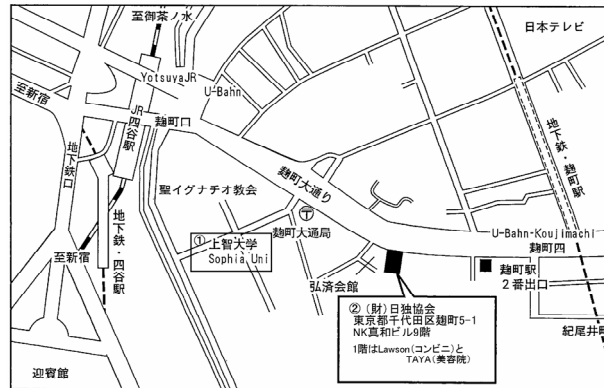 至御茶ノ水
日本テレビ
YotsuyaJR
U-Bahn
至新宿
JR四谷駅
麹町口
地下鉄・麹町駅
地下鉄口
聖イグナチオ教会
麹町大通り
地下鉄・四谷駅
① 上智大学
Sophia Uni
麹町大通局
U-Bahn-Koujimachi
麹町四
至新宿
麹町駅
2番出口
弘済会館
② (財)日独協会
東京都千代田区麹町5-1
NK真和ビル9階
1階はLawson(コンビニ)と
TAYA(美容院)
紀尾井町
迎賓館